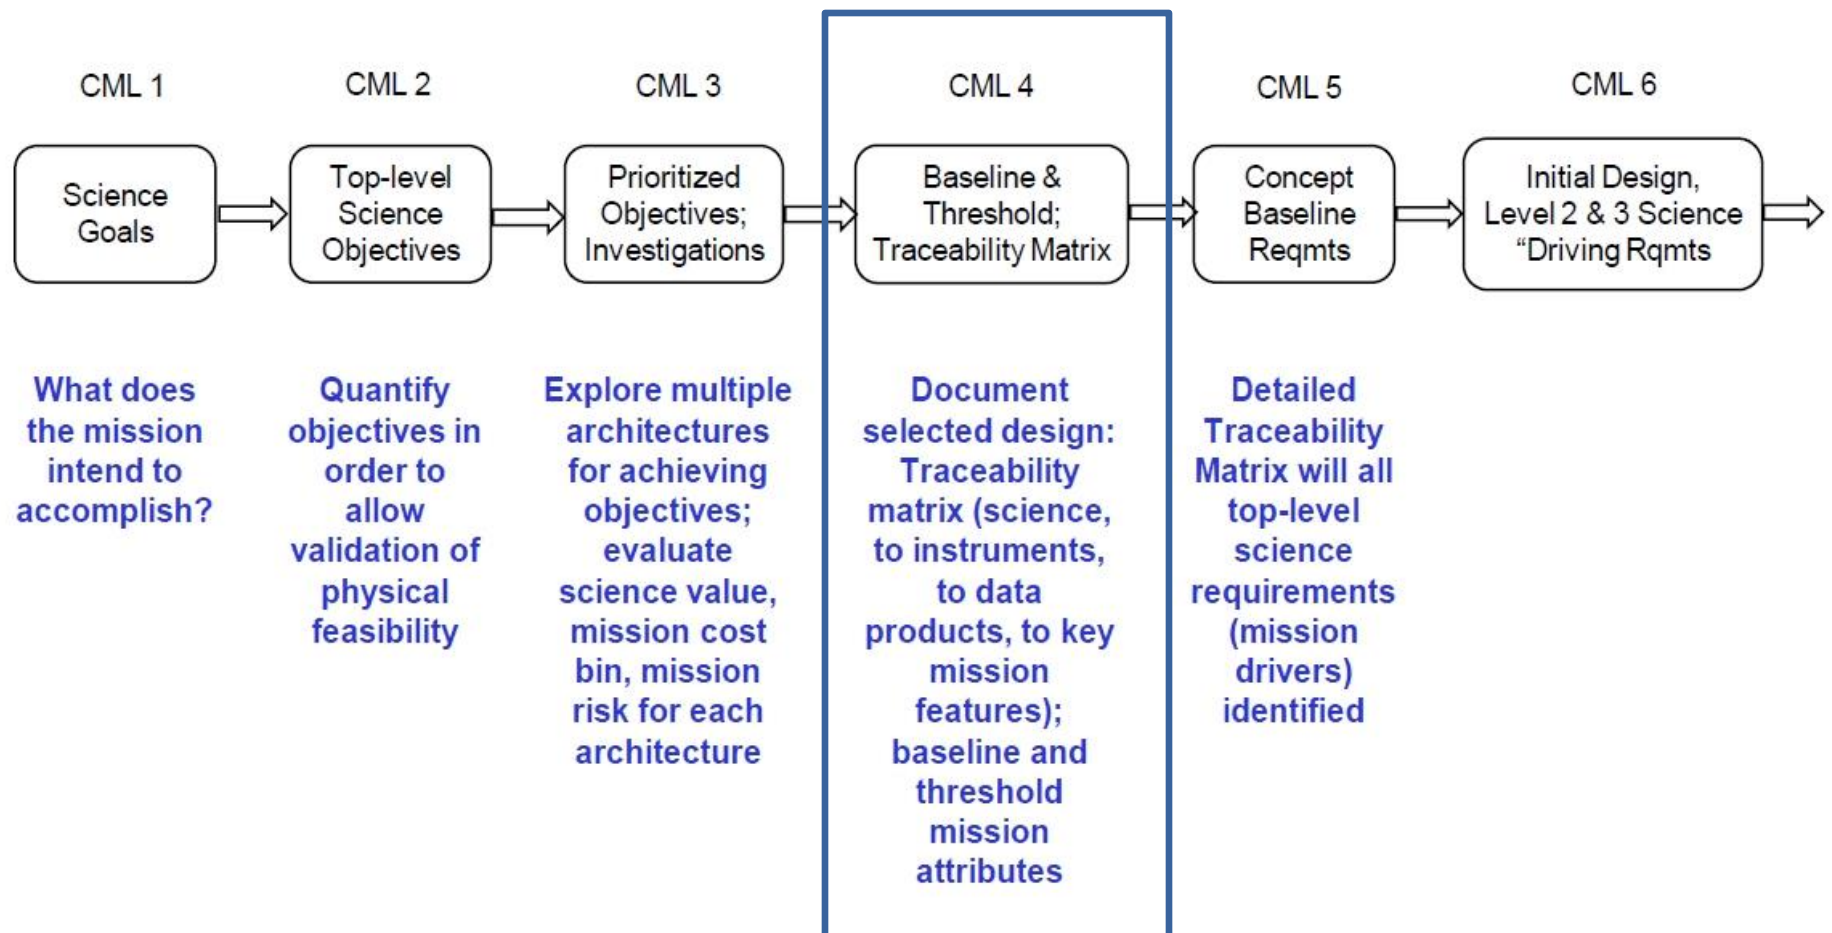 CML 1
CML 2
CML 3
CML 4
CML 5
CML 6
Science
Goals
Top-level
Science
Objectives
Prioritized
Objectives;
Investigations
Baseline &
Threshold;
Traceability Matrix
Concept
Baseline
Reqmts
Initial Design,
Level 2 & 3 Science
“Driving Rqmts
What does
the mission
intend to
accomplish?
Quantify
objectives in
order to
allow
validation of
physical
feasibility
Explore multiple
architectures
for achieving
objectives;
evaluate
science value,
mission cost
bin, mission
risk for each
architecture
Document
selected design:
Traceability
matrix (science,
to instruments,
to data
products, to key
mission
features);
baseline and
threshold
mission
attributes
Detailed
Traceability
Matrix will all
top-level
science
requirements
(mission
drivers)
identified